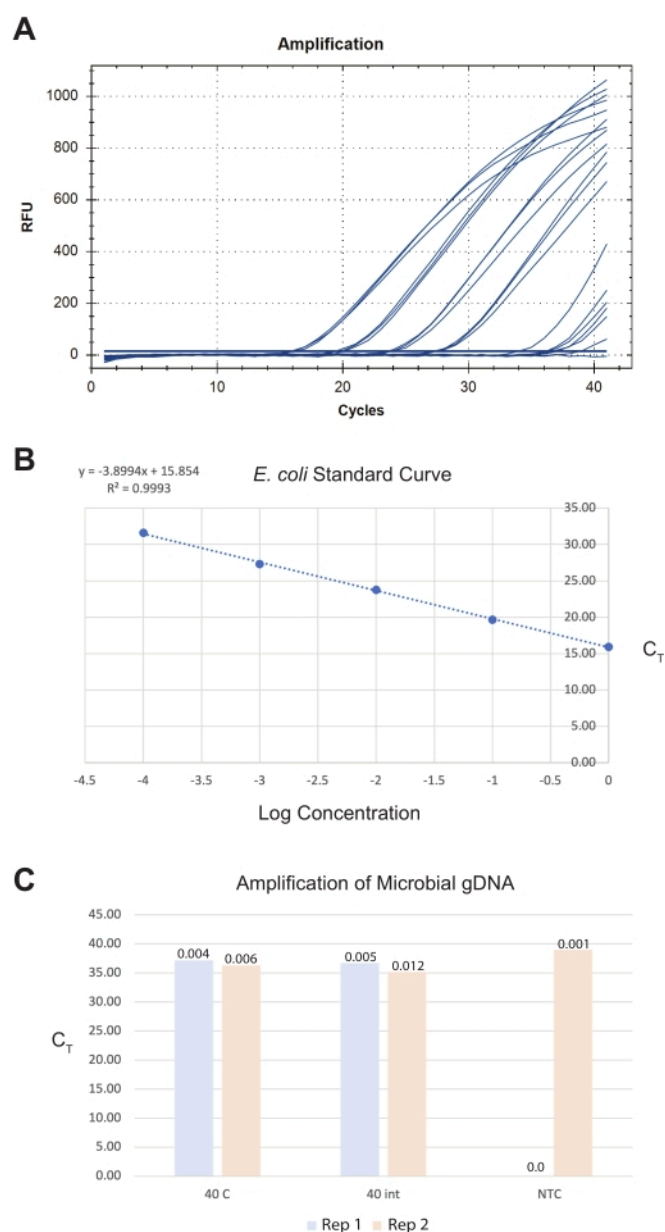 A
Amplification
1000
800
600
400
200
0
RFU
0
10
20
30
40
Cycles
B
y = -3.8994x + 15.854
R² = 0.9993
E. coli Standard Curve
35.00
30.00
25.00
20.00
15.00
10.00
5.00
0.00
C_T
-4.5
-4
-3.5
-3
-2.5
-2
-1.5
-1
-0.5
0
Log Concentration
C
Amplification of Microbial gDNA
45.00
40.00
35.00
30.00
25.00
20.00
15.00
10.00
5.00
0.00
C_T
0.004
0.006
0.005
0.012
0.0
0.001
40 C
40 int
NTC
Rep 1
Rep 2